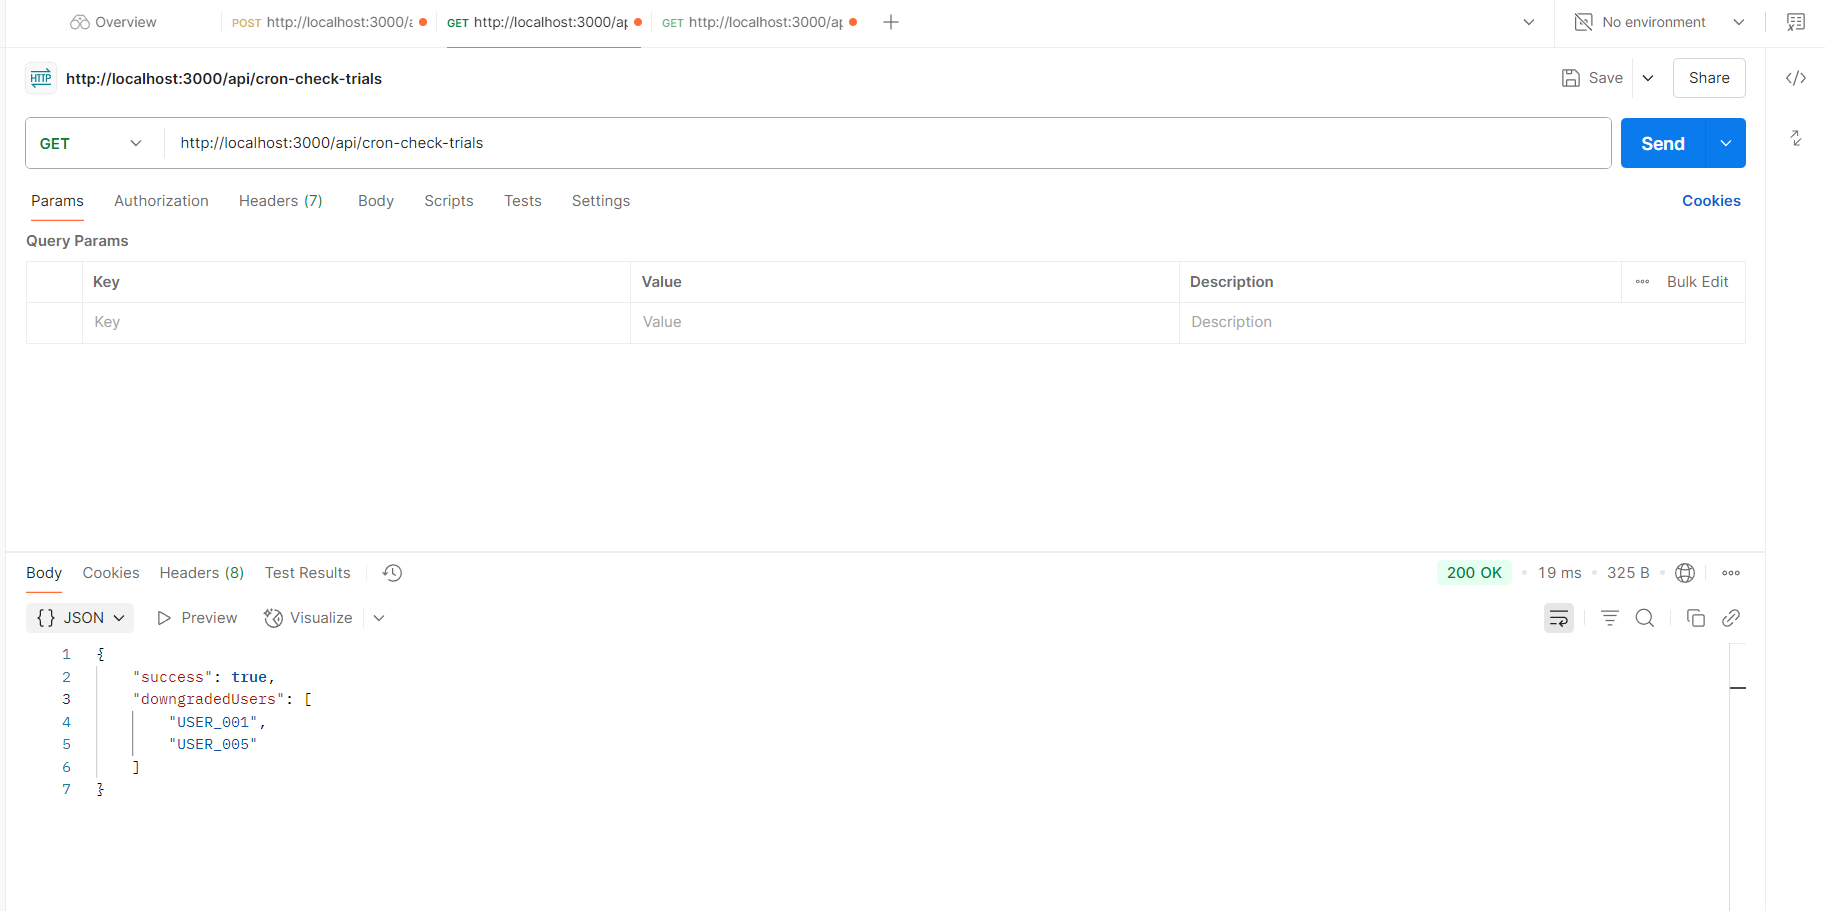 Overview
POST http://localhost:3000/a
GET http://localhost:3000/ap
GET http://localhost:3000/ap
No environment
HTTP http://localhost:3000/api/cron-check-trials
Save
Share
GET http://localhost:3000/api/cron-check-trials
Send
Params Authorization Headers (7) Body Scripts Tests Settings
Cookies
Query Params
Key Value Description Bulk Edit
Key Value Description
Body Cookies Headers (8) Test Results
200 OK 19 ms 325 B
{} JSON Preview Visualize
1 {
2 "success": true,
3 "downgradedUsers": [
4 "USER_001",
5 "USER_005"
6 ]
7 }